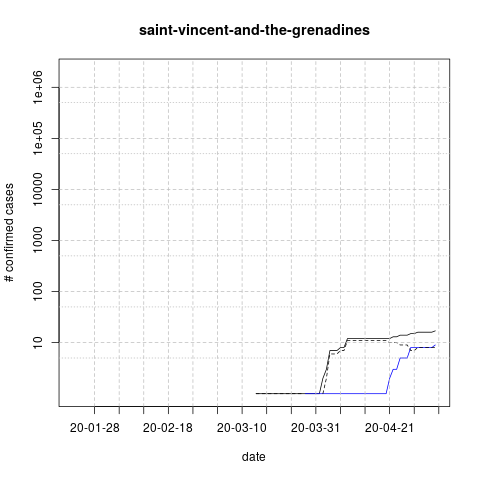 saint-vincent-and-the-grenadines
1e+06
1e+05
10000
1000
100
10
# confirmed cases
20-01-28 20-02-18 20-03-10 20-03-31 20-04-21
date